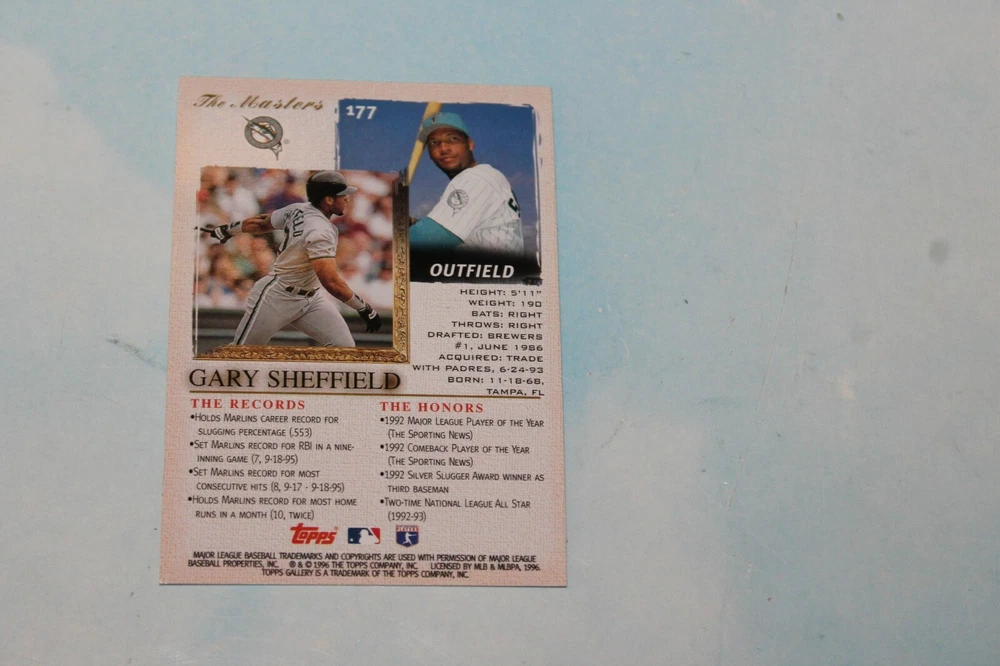 The Masters
177
OUTFIELD
HEIGHT: 5'11"
WEIGHT: 190
BATS: RIGHT
THROWS: RIGHT
DRAFTED: BREWERS
#1, JUNE 1986
ACQUIRED: TRADE
WITH PADRES, 6-24-93
BORN: 11-18-68,
TAMPA, FL
GARY SHEFFIELD
THE RECORDS
•HOLDS MARLINS CAREER RECORD FOR
SLUGGING PERCENTAGE (.553)
•SET MARLINS RECORD FOR RBI IN A NINE-
INNING GAME (7, 9-18-95)
•SET MARLINS RECORD FOR MOST
CONSECUTIVE HITS (8, 9-17 - 9-18-95)
•HOLDS MARLINS RECORD FOR MOST HOME
RUNS IN A MONTH (10, TWICE)
THE HONORS
•1992 MAJOR LEAGUE PLAYER OF THE YEAR
(THE SPORTING NEWS)
•1992 COMEBACK PLAYER OF THE YEAR
(THE SPORTING NEWS)
•1992 SILVER SLUGGER AWARD WINNER AS
THIRD BASEMAN
•TWO-TIME NATIONAL LEAGUE ALL STAR
(1992-93)
Topps
MAJOR LEAGUE BASEBALL TRADEMARKS AND COPYRIGHTS ARE USED WITH PERMISSION OF MAJOR LEAGUE
BASEBALL PROPERTIES, INC. ® & © 1996 THE TOPPS COMPANY, INC. LICENSED BY MLB & MLBPA, 1996.
TOPPS GALLERY IS A TRADEMARK OF THE TOPPS COMPANY, INC.